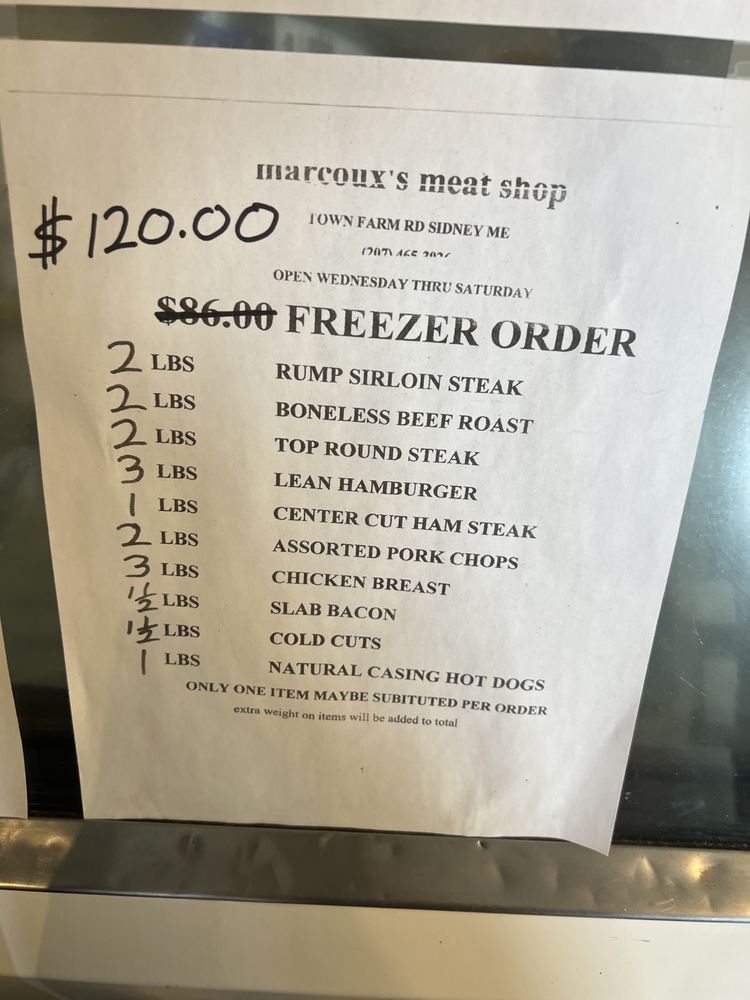 marcoux's meat shop
$120.00
TOWN FARM RD SIDNEY ME
OPEN WEDNESDAY THRU SATURDAY
$86.00 FREEZER ORDER
2 LBS RUMP SIRLOIN STEAK
2 LBS BONELESS BEEF ROAST
2 LBS TOP ROUND STEAK
3 LBS LEAN HAMBURGER
1 LBS CENTER CUT HAM STEAK
2 LBS ASSORTED PORK CHOPS
3 LBS CHICKEN BREAST
1½ LBS SLAB BACON
1½ LBS COLD CUTS
1 LBS NATURAL CASING HOT DOGS
ONLY ONE ITEM MAYBE SUBITUTED PER ORDER
extra weight on items will be added to total
1